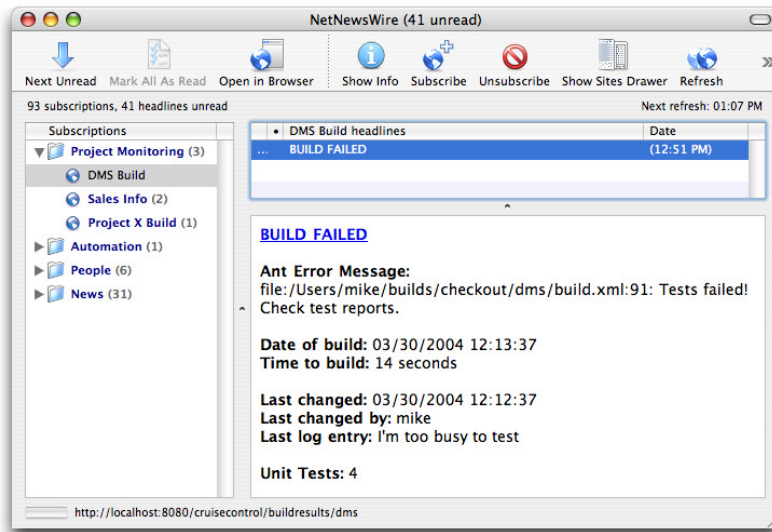 NetNewsWire (41 unread)
Next Unread Mark All As Read Open in Browser Show Info Subscribe Unsubscribe Show Sites Drawer Refresh »
93 subscriptions, 41 headlines unread Next refresh: 01:07 PM
Subscriptions
Project Monitoring (3)
DMS Build
Sales Info (2)
Project X Build (1)
Automation (1)
People (6)
News (31)
• DMS Build headlines Date
... BUILD FAILED (12:51 PM)
BUILD FAILED
Ant Error Message:
file:/Users/mike/builds/checkout/dms/build.xml:91: Tests failed!
Check test reports.
Date of build: 03/30/2004 12:13:37
Time to build: 14 seconds
Last changed: 03/30/2004 12:12:37
Last changed by: mike
Last log entry: I'm too busy to test
Unit Tests: 4
http://localhost:8080/cruisecontrol/buildresults/dms